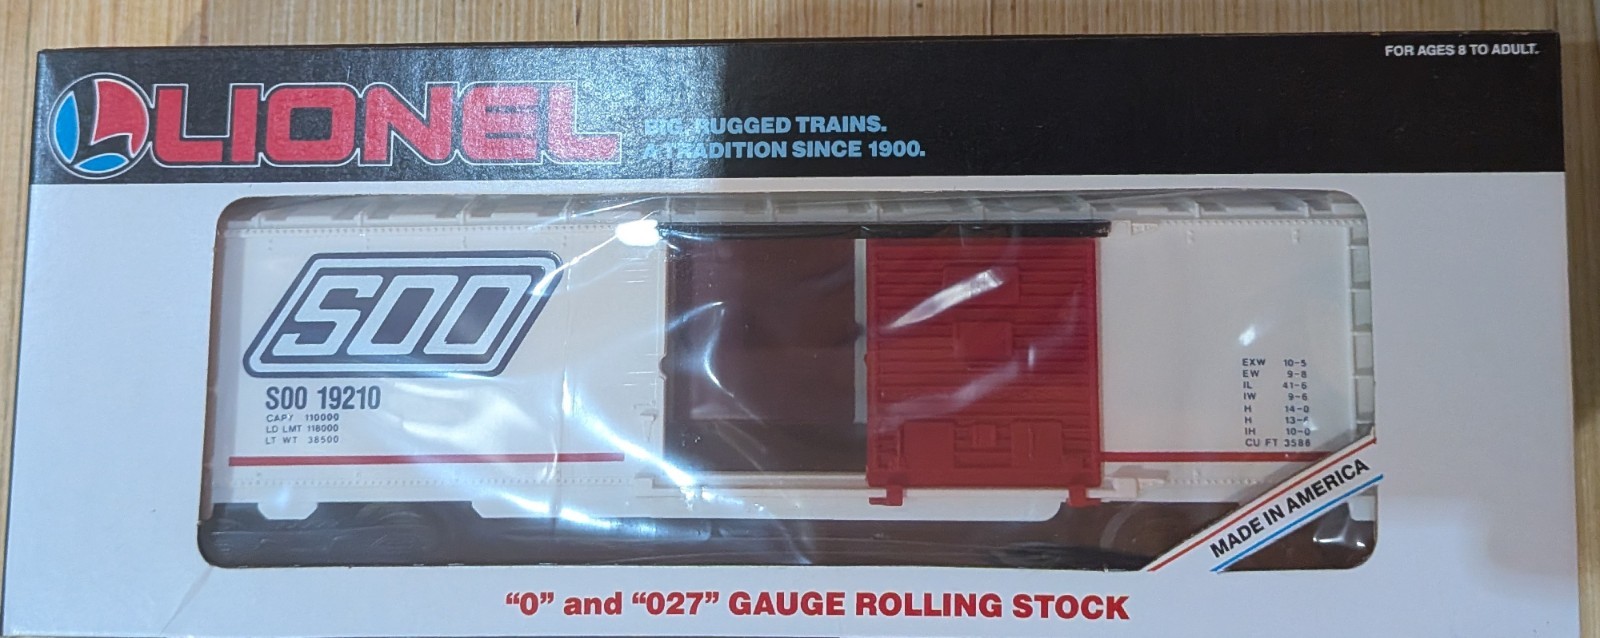 FOR AGES 8 TO ADULT.
LIONEL
BIG, RUGGED TRAINS.
A TRADITION SINCE 1900.
SOO
SOO 19210
CAPY 110000
LD LMT 118000
LT WT 38500
EXW 10-5
EW 9-8
IL 41-6
IW 9-6
H 14-0
H 13-6
IH 10-0
CU FT 3588
MADE IN AMERICA
“O” and “027” GAUGE ROLLING STOCK